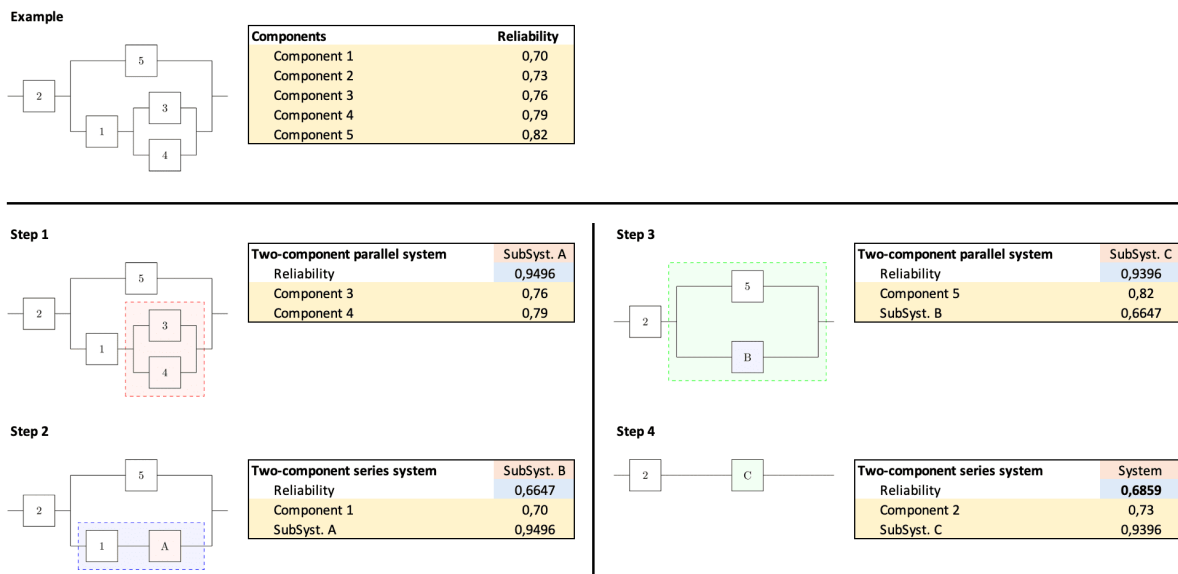 Example
Components Reliability
Component 1 0,70
Component 2 0,73
Component 3 0,76
Component 4 0,79
Component 5 0,82
5
2
3
1
4
Step 1
Two-component parallel system SubSyst. A
Reliability 0,9496
Component 3 0,76
Component 4 0,79
5
2
3
1
4
Step 2
Two-component series system SubSyst. B
Reliability 0,6647
Component 1 0,70
SubSyst. A 0,9496
5
2
1 A
Step 3
Two-component parallel system SubSyst. C
Reliability 0,9396
Component 5 0,82
SubSyst. B 0,6647
5
2
B
Step 4
2 C
Two-component series system System
Reliability 0,6859
Component 2 0,73
SubSyst. C 0,9396